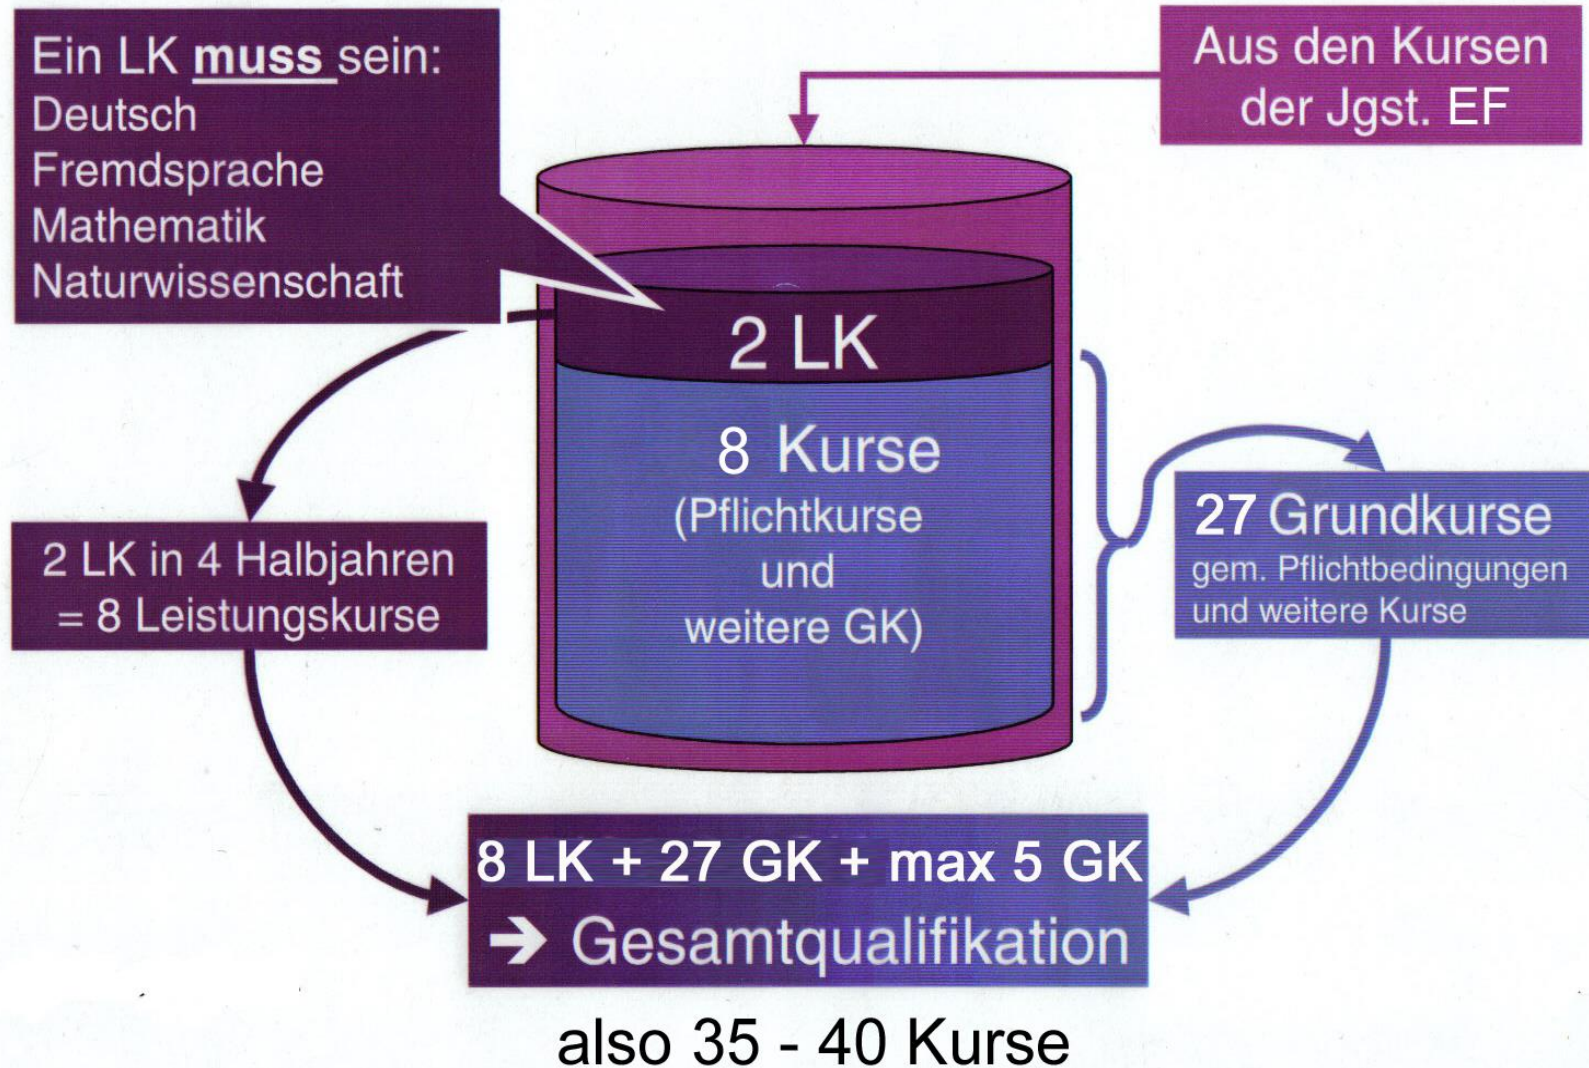 Ein LK muss sein:
Deutsch
Fremdsprache
Mathematik
Naturwissenschaft
Aus den Kursen
der Jgst. EF
2 LK
8 Kurse
(Pflichtkurse
und
weitere GK)
27 Grundkurse
gem. Pflichtbedingungen
und weitere Kurse
2 LK in 4 Halbjahren
= 8 Leistungskurse
8 LK + 27 GK + max 5 GK
➔ Gesamtqualifikation
also 35 - 40 Kurse